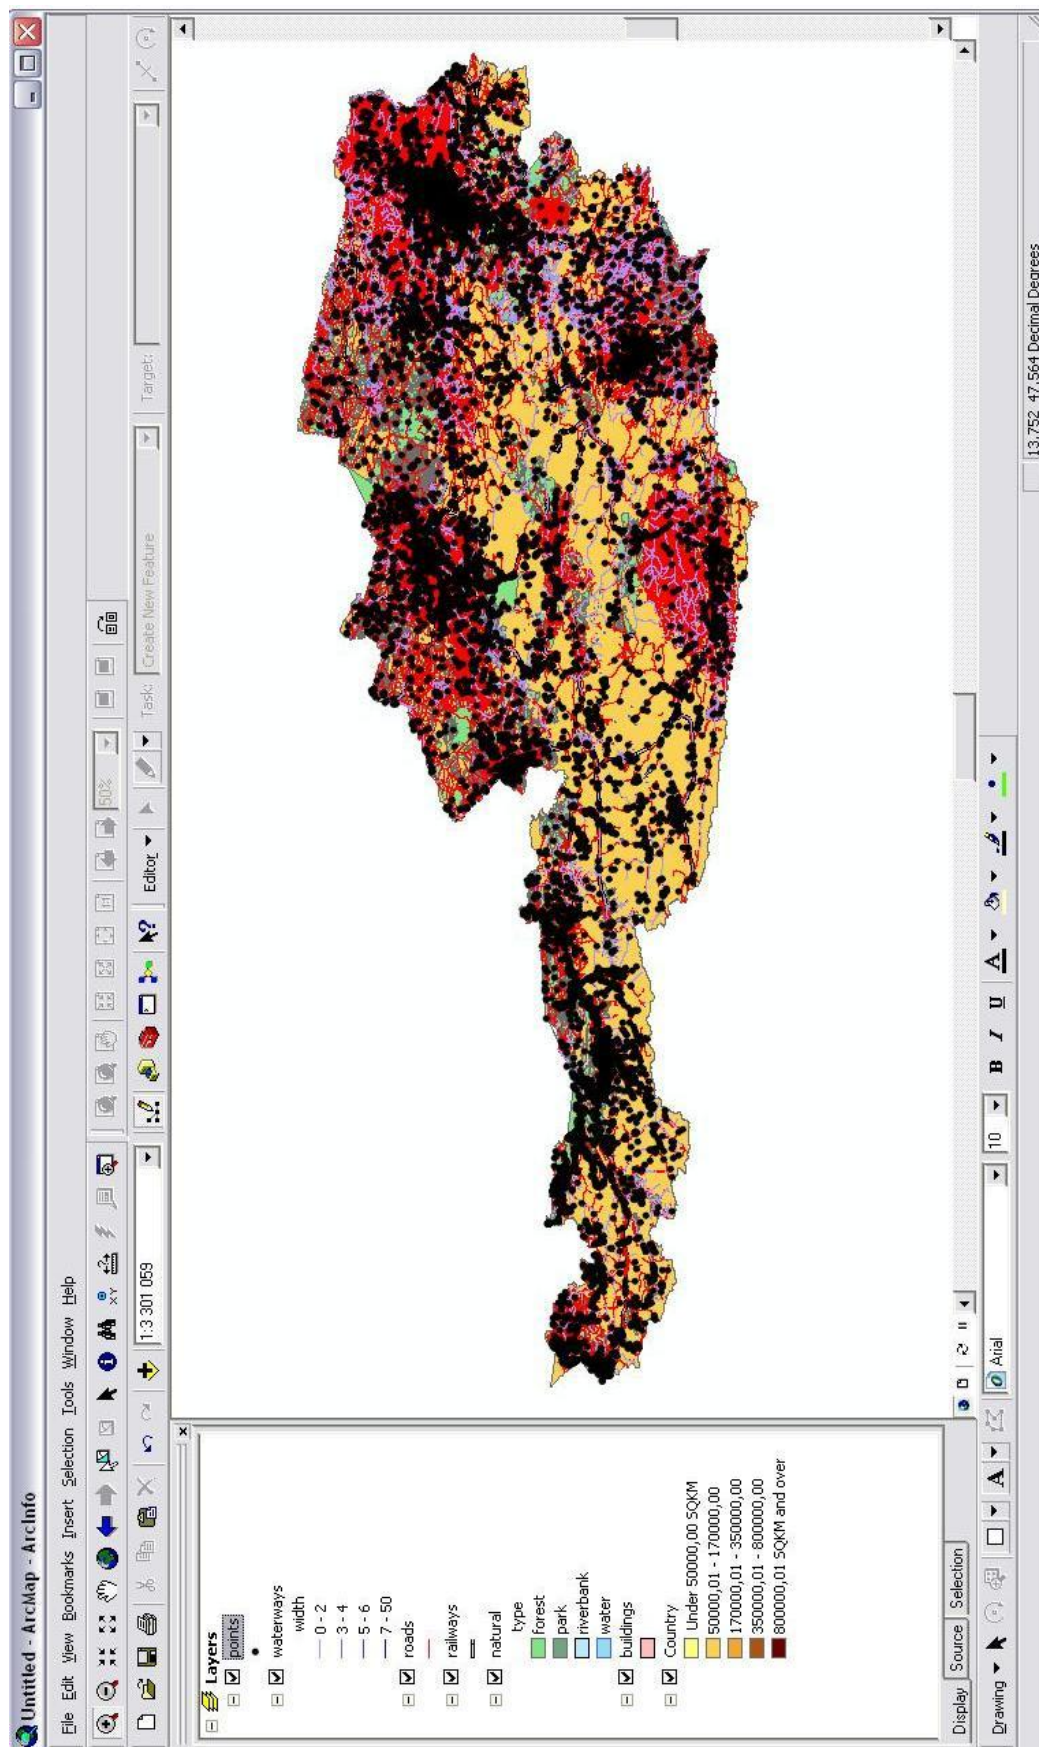 Untitled - ArcMap - ArcInfo
File Edit View Bookmarks Insert Selection Tools Window Help
50%
1:3 301 059
Editor
Task:
Create New Feature
Target:
Layers
points
waterways
width
0 - 2
3 - 4
5 - 6
7 - 50
roads
railways
natural
type
forest
park
riverbank
water
buildings
Country
Under 50000,00 SQKM
50000,01 - 170000,00
170000,01 - 350000,00
350000,01 - 800000,00
800000,01 SQKM and over
Display Source Selection
Drawing
A
Arial
10
B I U
A
13,752 47,564 Decimal Degrees